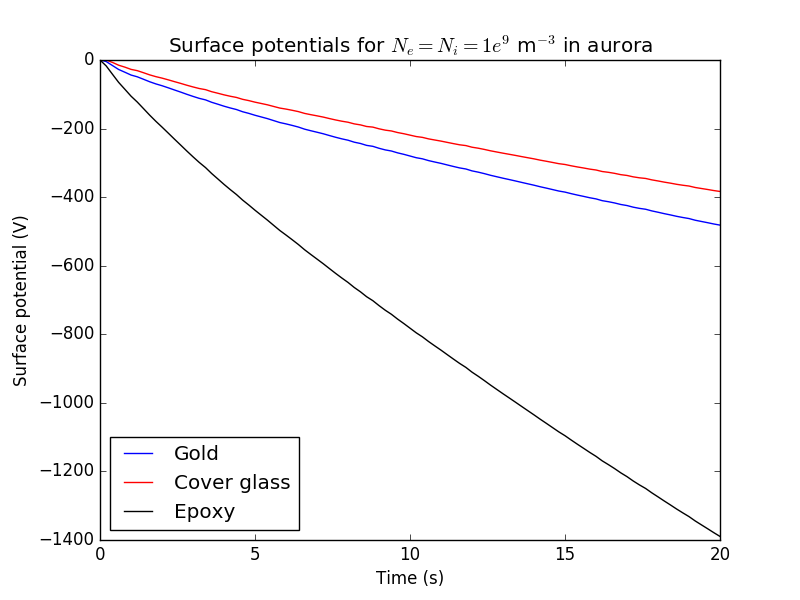 Surface potentials for $N_e = N_i = 1e^9$ m$^{-3}$ in aurora
Surface potential (V)
0
−200
−400
−600
−800
−1000
−1200
−1400
Gold
Cover glass
Epoxy
0 5 10 15 20
Time (s)